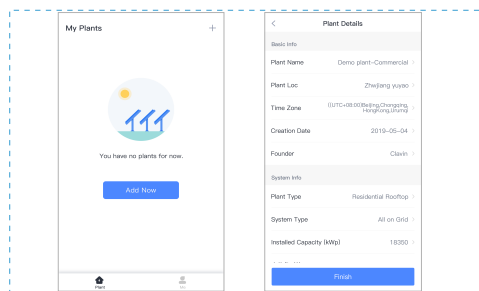 My Plants
+
You have no plants for now.
Add Now
Plant
Me
Plant Details
Basic Info
Plant Name Demo plant-Commercial
Plant Loc Zhwjiang yuyao
Time Zone ((UTC+08:00)Beijing,Chongqing,
HongKong,Urumqi
Creation Date 2019-05-04
Founder Clavin
System Info
Plant Type Residential Rooftop
System Type All on Grid
Installed Capacity (kWp) 18350
Finish